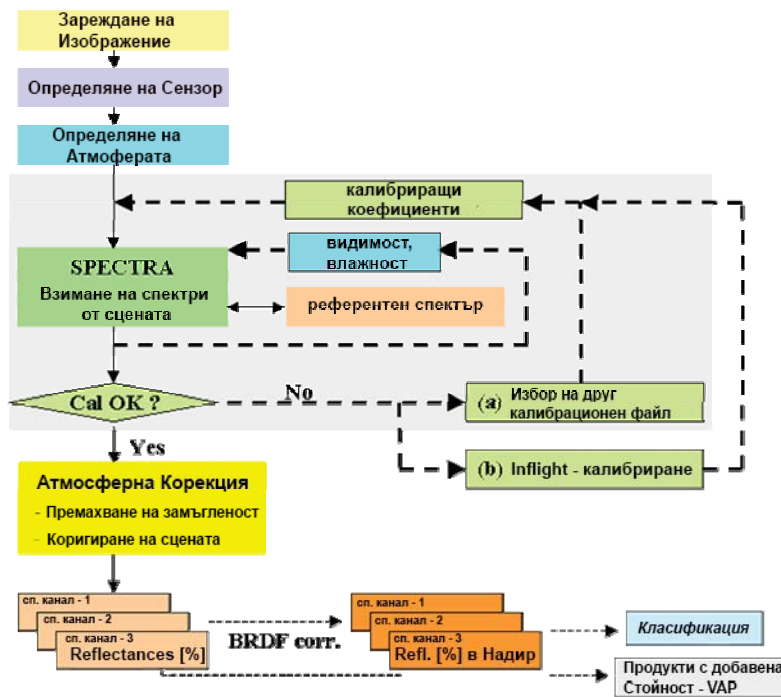 Зареждане на
Изображение
Определяне на Сензор
Определяне на
Атмоферата
калибриращи
коефициенти
видимост,
влажност
SPECTRA
Взимане на спектри
от сцената
референтен спектър
Cal OK ?
No
(a) Избор на друг
калибрационен файл
Yes
(b) Inflight - калибриране
Атмосферна Корекция
- Премахване на замъгленост
- Коригиране на сцената
сп. канал - 1
сп. канал - 2
сп. канал - 3
Reflectances [%]
BRDF corr.
сп. канал - 1
сп. канал - 2
сп. канал - 3
Refl. [%] в Надир
Класификация
Продукти с добавена
Стойност - VAP